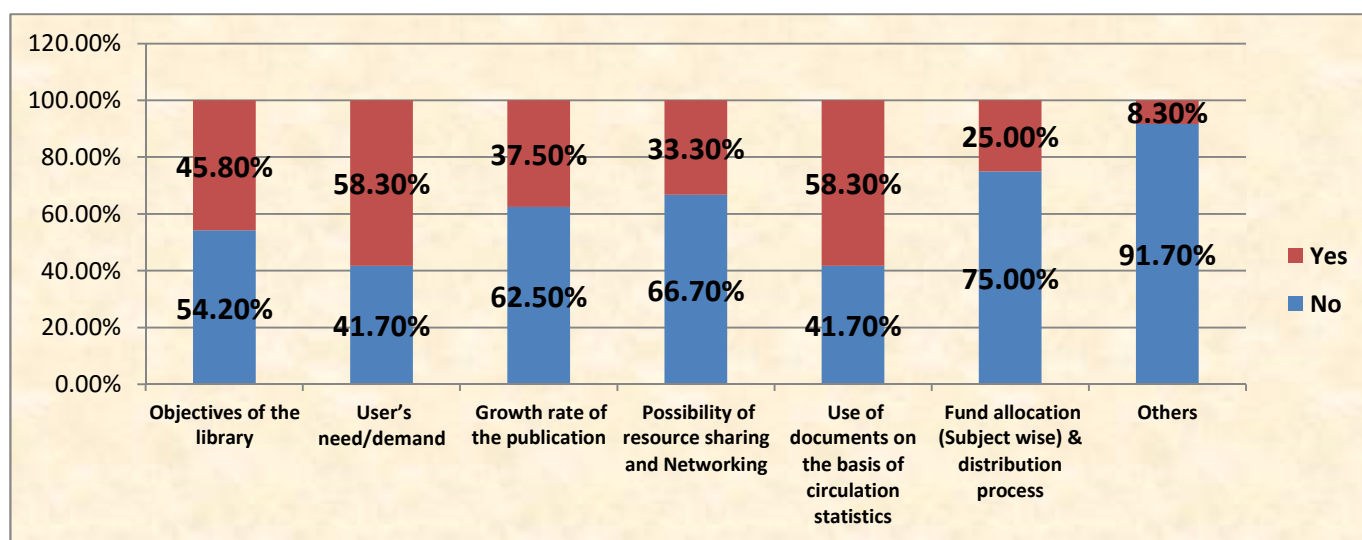 120.00%
100.00%
80.00%
60.00%
40.00%
20.00%
0.00%
45.80%
54.20%
58.30%
41.70%
37.50%
62.50%
33.30%
66.70%
58.30%
41.70%
25.00%
75.00%
8.30%
91.70%
Yes
No
Objectives of the
library
User’s
need/demand
Growth rate of
the publication
Possibility of
resource sharing
and Networking
Use of
documents on
the basis of
circulation
statistics
Fund allocation
(Subject wise) &
distribution
process
Others